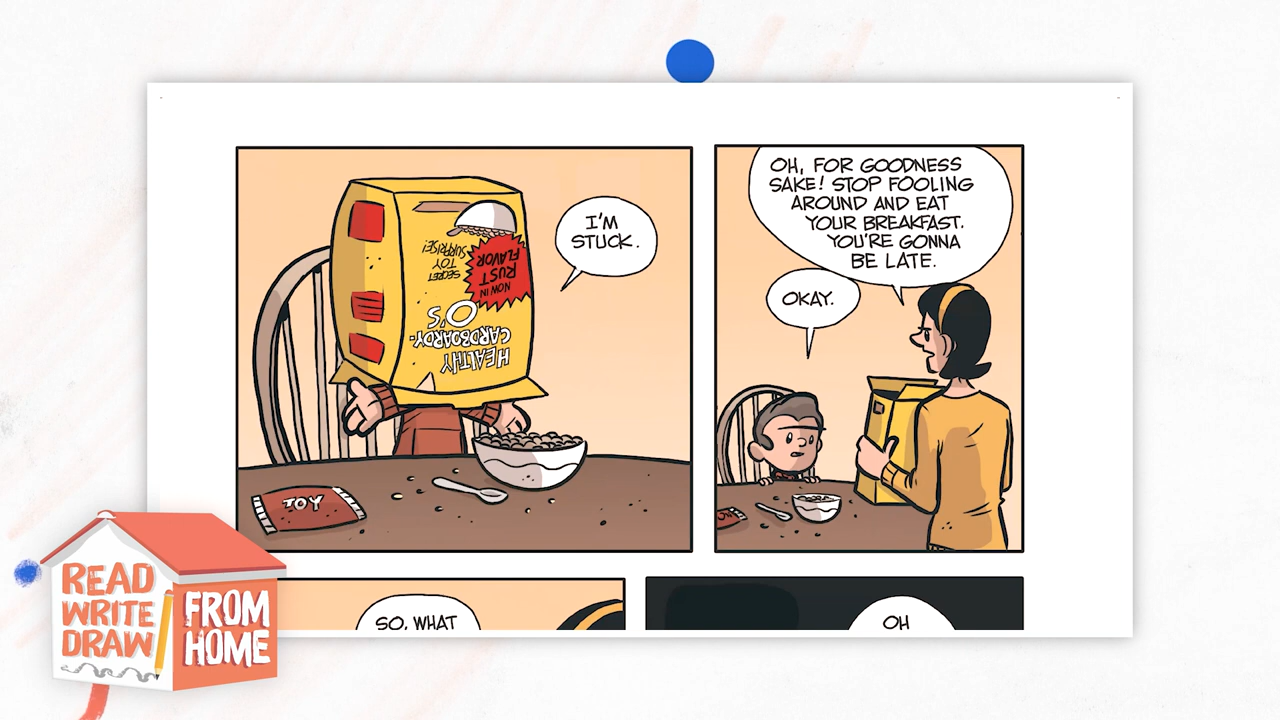 I'M
STUCK.
SECRET
TOY
SURPRISE!
NOW IN
RUST
FLAVOR
HEALTHY
CARDBOARDY-
O'S
TOY
OH, FOR GOODNESS
SAKE! STOP FOOLING
AROUND AND EAT
YOUR BREAKFAST.
YOU'RE GONNA
BE LATE.
OKAY.
SO, WHAT
OH
READ
WRITE
DRAW
FROM
HOME